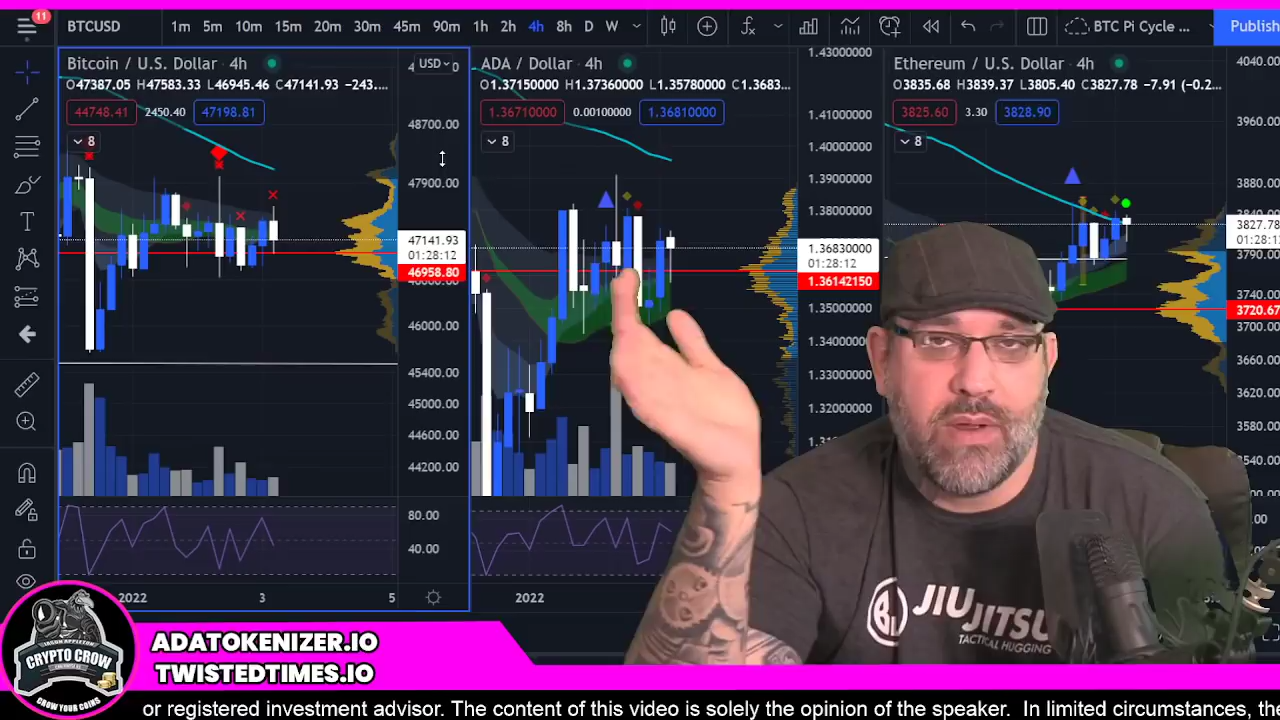 11
BTCUSD
1m 5m 10m 15m 30m 45m 90m 1h 2h 4h 8h D W
BTC Pi Cycle ...
Publish
Bitcoin / U.S. Dollar · 4h
USD
O47387.05 H47583.33 L46945.46 C47141.93 −243....
44748.41 2450.40 47198.81
8
48700.00
47900.00
47141.93
01:28:12
46958.80
46000.00
45400.00
45000.00
44600.00
44200.00
80.00
40.00
2022 3 5
ADA / Dollar · 4h
O1.37150000 H1.37360000 L1.35780000 C1.3683...
1.36710000 0.00100000 1.36810000
8
1.43000000
1.41000000
1.40000000
1.39000000
1.38000000
1.36830000
01:28:12
1.36142150
1.35000000
1.34000000
1.33000000
1.32000000
2022
Ethereum / U.S. Dollar · 4h
O3835.68 H3839.37 L3805.40 C3827.78 −7.91 (−0.2...
3825.60 3.30 3828.90
8
4040.00
3960.00
3880.00
3827.78
01:28:12
3790.00
3740.00
3720.67
3700.00
3660.00
3620.00
3580.00
JIU
JITSU
TACTICAL HUGGING
JASON APPLETON
CRYPTO CROW
CROW YOUR COINS
ADATOKENIZER.IO
TWISTEDTIMES.IO
or registered investment advisor. The content of this video is solely the opinion of the speaker. In limited circumstances, the